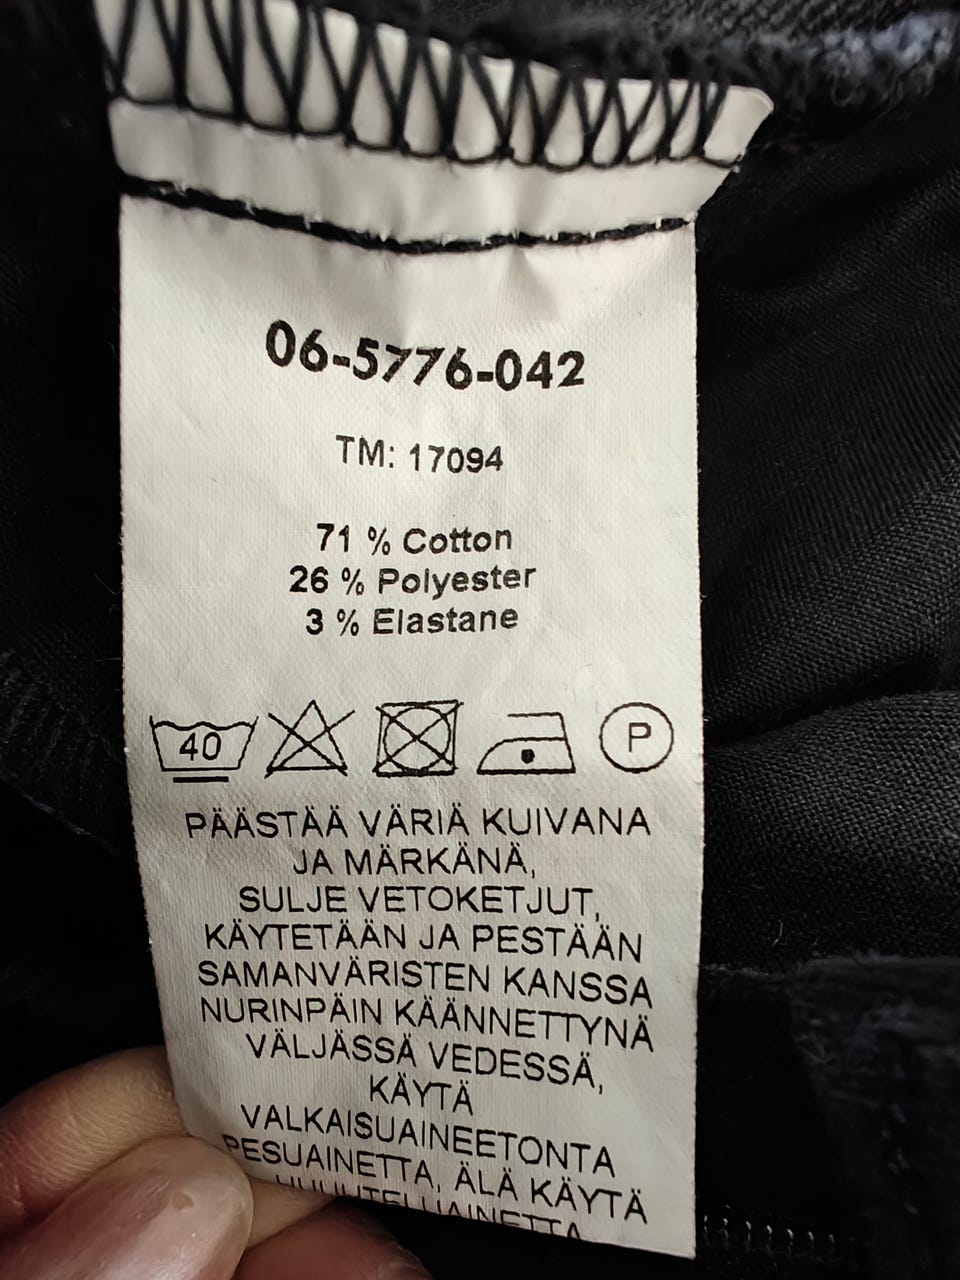 06-5776-042
TM: 17094
71 % Cotton
26 % Polyester
3 % Elastane
40 P
PÄÄSTÄÄ VÄRIÄ KUIVANA
JA MÄRKÄNÄ,
SULJE VETOKETJUT,
KÄYTETÄÄN JA PESTÄÄN
SAMANVÄRISTEN KANSSA
NURINPÄIN KÄÄNNETTYNÄ
VÄLJÄSSÄ VEDESSÄ,
KÄYTÄ
VALKAISUAINEETONTA
PESUAINETTA, ÄLÄ KÄYTÄ
HUUHTELUAINETTA